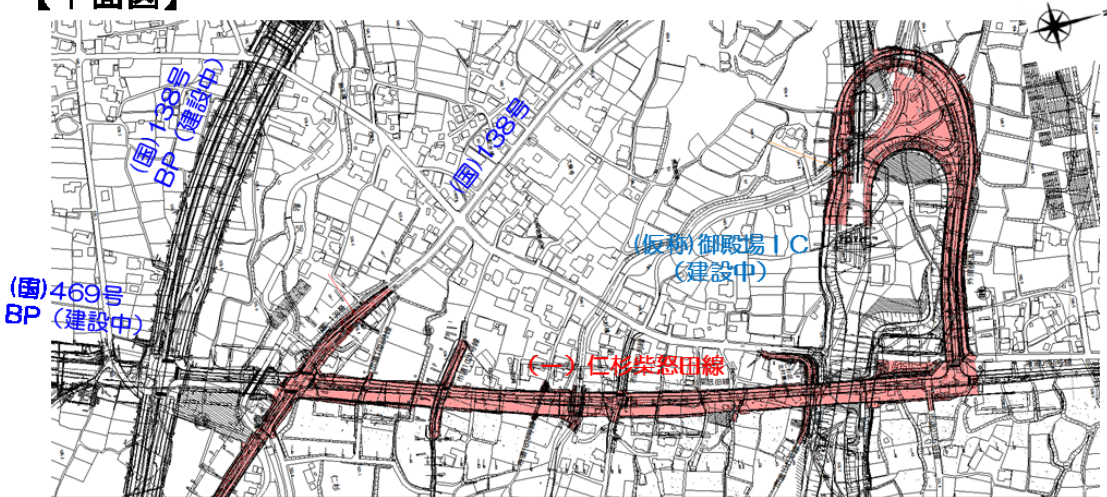 【平面図】
(国)138号
BP（建設中）
(国)138号
(仮称)御殿場IC
（建設中）
(国)469号
BP（建設中）
(一)仁杉柴怒田線
仁杉